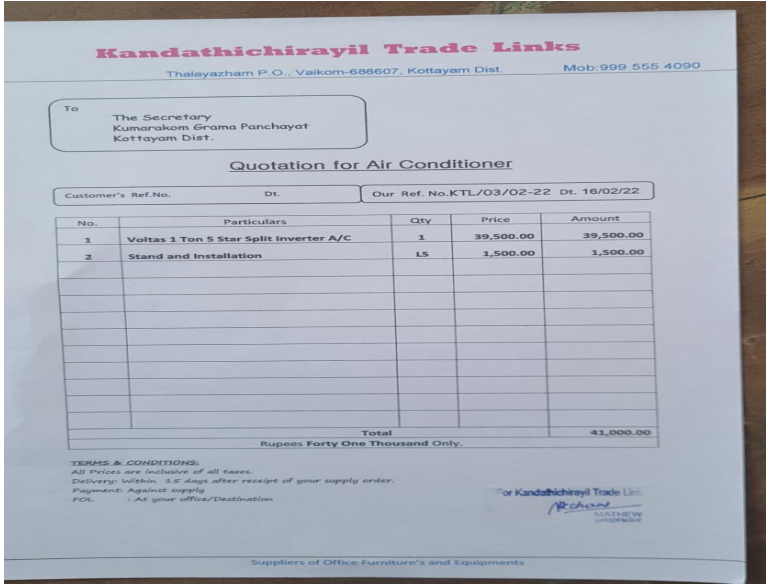 Kandathichirayil Trade Links
Thalayazham P.O., Vaikom-686607, Kottayam Dist. Mob:999 555 4090
To
The Secretary
Kumarakom Grama Panchayat
Kottayam Dist.
Quotation for Air Conditioner
Customer's Ref.No. Dt. Our Ref. No.KTL/03/02-22 Dt. 16/02/22
No. Particulars Qty Price Amount
1 Voltas 1 Ton 5 Star Split Inverter A/C 1 39,500.00 39,500.00
2 Stand and Installation LS 1,500.00 1,500.00
Total 41,000.00
Rupees Forty One Thousand Only.
TERMS & CONDITIONS:
All Prices are inclusive of all taxes.
Delivery: Within 15 days after receipt of your supply order.
Payment: Against supply
FOL : At your office/Destination
For Kandathichirayil Trade Link
MATHEW
Suppliers of Office Furniture's and Equipments